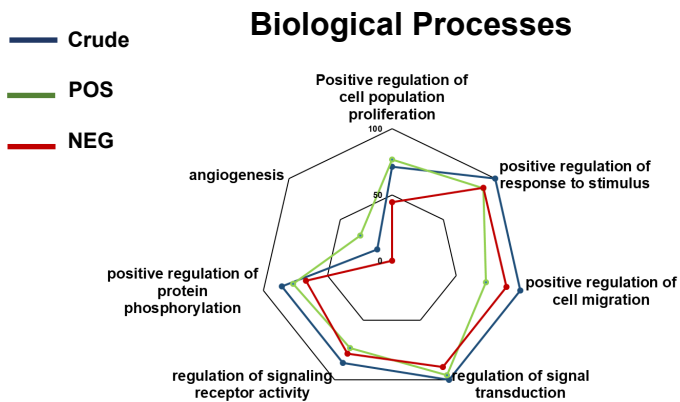 Biological Processes
Crude
POS
NEG
Positive regulation of
cell population
proliferation
100
50
0
positive regulation of
response to stimulus
positive regulation of
cell migration
regulation of signal
transduction
regulation of signaling
receptor activity
positive regulation of
protein
phosphorylation
angiogenesis